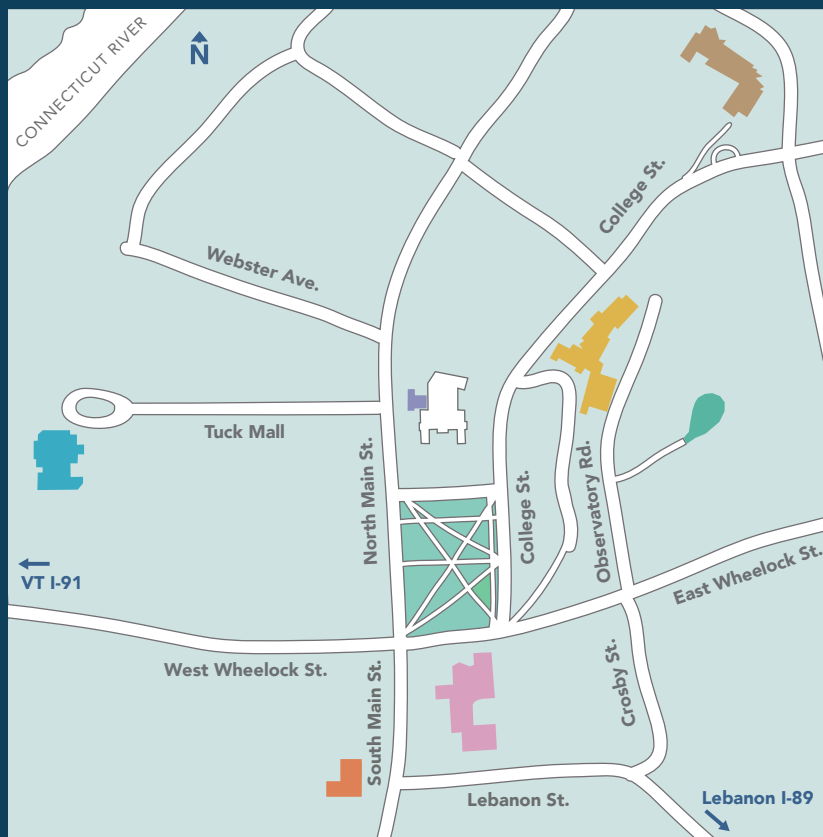 CONNECTICUT RIVER
N
College St.
Webster Ave.
Tuck Mall
North Main St.
College St.
Observatory Rd.
VT I-91
East Wheelock St.
West Wheelock St.
South Main St.
Crosby St.
Lebanon St.
Lebanon I-89